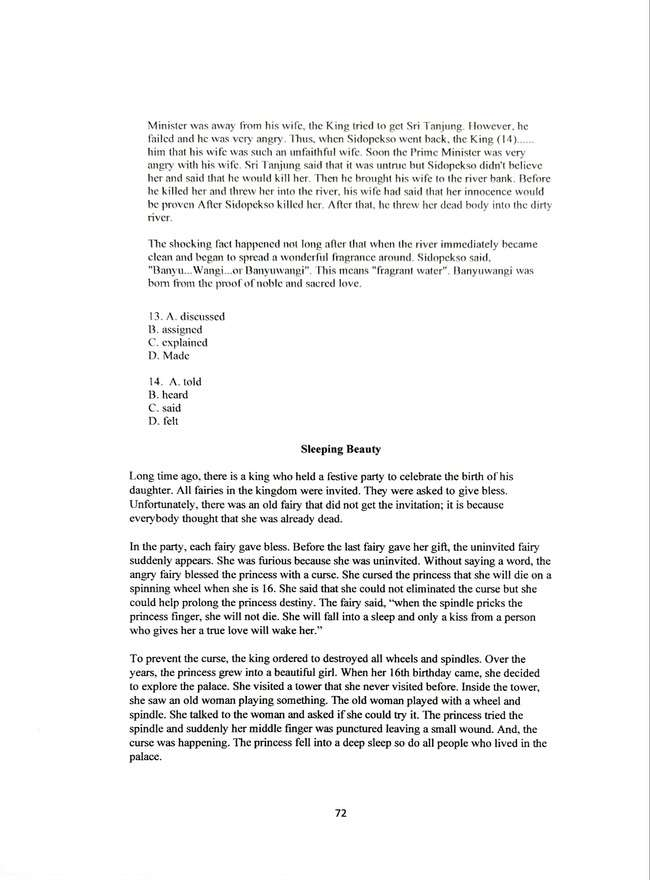 Minister was away from his wife, the King tried to get Sri Tanjung. However, he
failed and he was very angry. Thus, when Sidopekso went back, the King (14)......
him that his wife was such an unfaithful wife. Soon the Prime Minister was very
angry with his wife. Sri Tanjung said that it was untrue but Sidopekso didn't believe
her and said that he would kill her. Then he brought his wife to the river bank. Before
he killed her and threw her into the river, his wife had said that her innocence would
be proven After Sidopekso killed her. After that, he threw her dead body into the dirty
river.
The shocking fact happened not long after that when the river immediately became
clean and began to spread a wonderful fragrance around. Sidopekso said,
"Banyu...Wangi...or Banyuwangi". This means "fragrant water". Banyuwangi was
born from the proof of noble and sacred love.
13. A. discussed
B. assigned
C. explained
D. Made
14. A. told
B. heard
C. said
D. felt
Sleeping Beauty
Long time ago, there is a king who held a festive party to celebrate the birth of his
daughter. All fairies in the kingdom were invited. They were asked to give bless.
Unfortunately, there was an old fairy that did not get the invitation; it is because
everybody thought that she was already dead.
In the party, each fairy gave bless. Before the last fairy gave her gift, the uninvited fairy
suddenly appears. She was furious because she was uninvited. Without saying a word, the
angry fairy blessed the princess with a curse. She cursed the princess that she will die on a
spinning wheel when she is 16. She said that she could not eliminated the curse but she
could help prolong the princess destiny. The fairy said, “when the spindle pricks the
princess finger, she will not die. She will fall into a sleep and only a kiss from a person
who gives her a true love will wake her.”
To prevent the curse, the king ordered to destroyed all wheels and spindles. Over the
years, the princess grew into a beautiful girl. When her 16th birthday came, she decided
to explore the palace. She visited a tower that she never visited before. Inside the tower,
she saw an old woman playing something. The old woman played with a wheel and
spindle. She talked to the woman and asked if she could try it. The princess tried the
spindle and suddenly her middle finger was punctured leaving a small wound. And, the
curse was happening. The princess fell into a deep sleep so do all people who lived in the
palace.
72